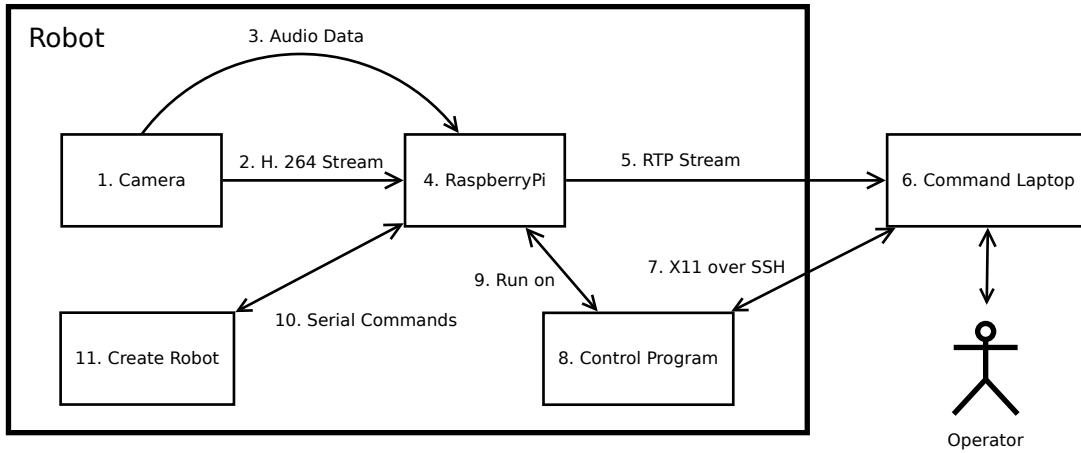 Robot
3. Audio Data
1. Camera
2. H. 264 Stream
4. RaspberryPi
5. RTP Stream
6. Command Laptop
7. X11 over SSH
9. Run on
10. Serial Commands
11. Create Robot
8. Control Program
Operator